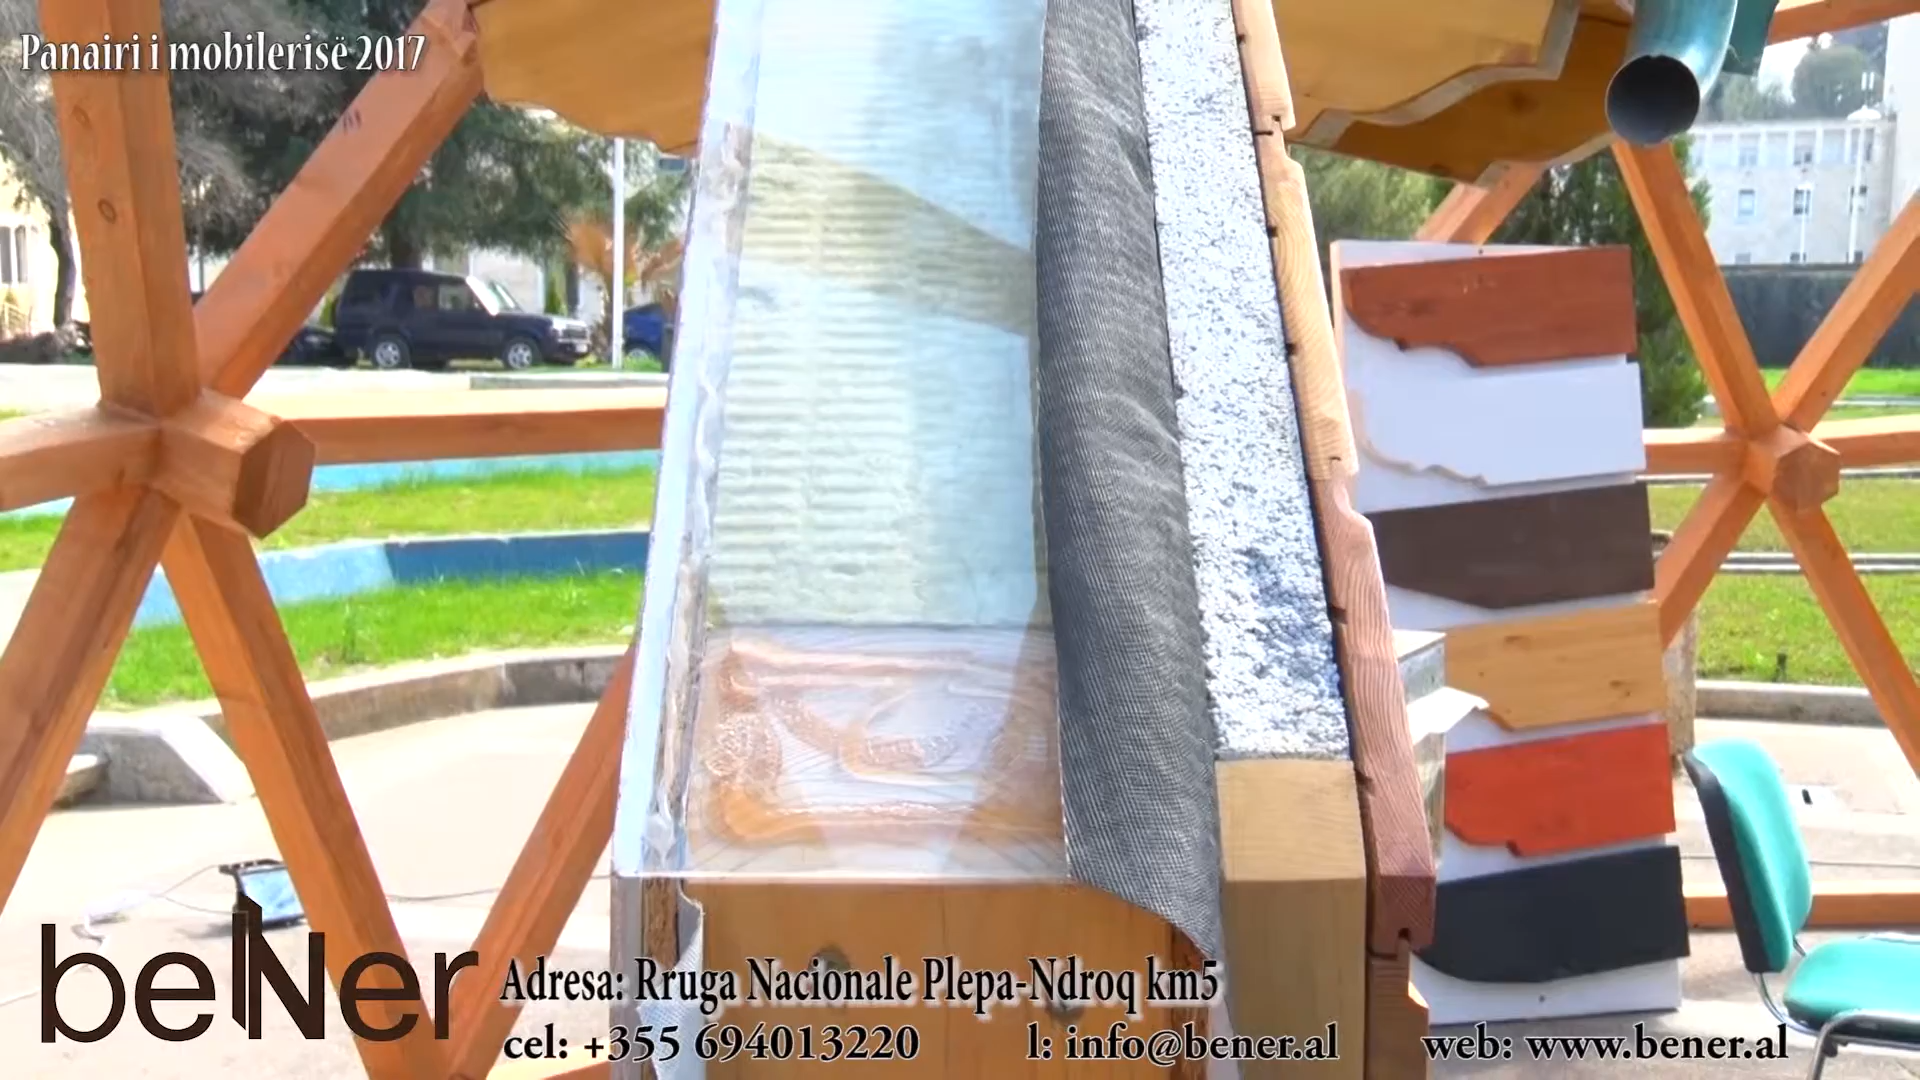 Panairi i mobilerisë 2017
beNer
Adresa: Rruga Nacionale Plepa-Ndroq km5
cel: +355 694013220 l: info@bener.al web: www.bener.al